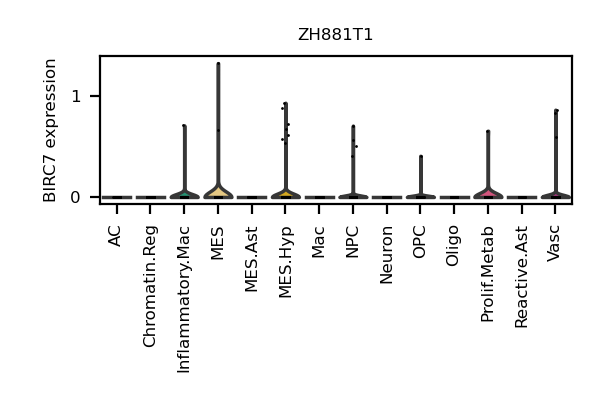 ZH881T1
BIRC7 expression
1
0
AC
Chromatin.Reg
Inflammatory.Mac
MES
MES.Ast
MES.Hyp
Mac
NPC
Neuron
OPC
Oligo
Prolif.Metab
Reactive.Ast
Vasc